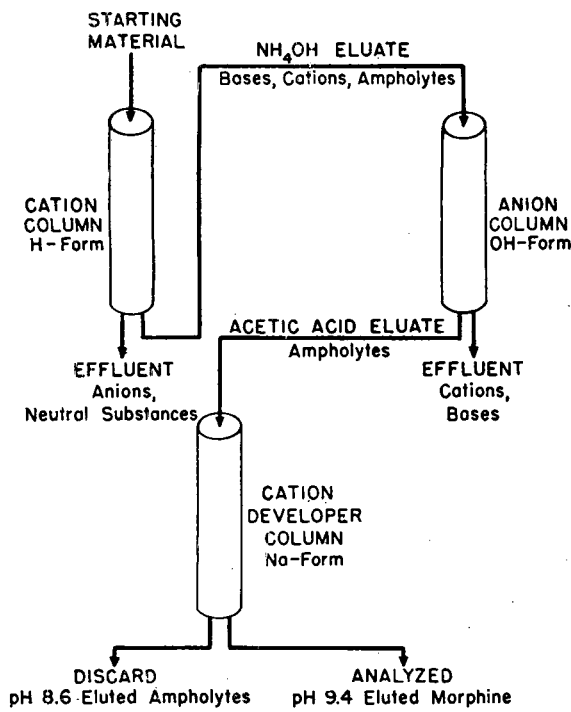 STARTING
MATERIAL
NH₄OH ELUATE
Bases, Cations, Ampholytes
CATION
COLUMN
H-Form
ANION
COLUMN
OH-Form
EFFLUENT
Anions,
Neutral Substances
ACETIC ACID ELUATE
Ampholytes
EFFLUENT
Cations,
Bases
CATION
DEVELOPER
COLUMN
Na-Form
DISCARD
pH 8.6 Eluted Ampholytes
ANALYZED
pH 9.4 Eluted Morphine